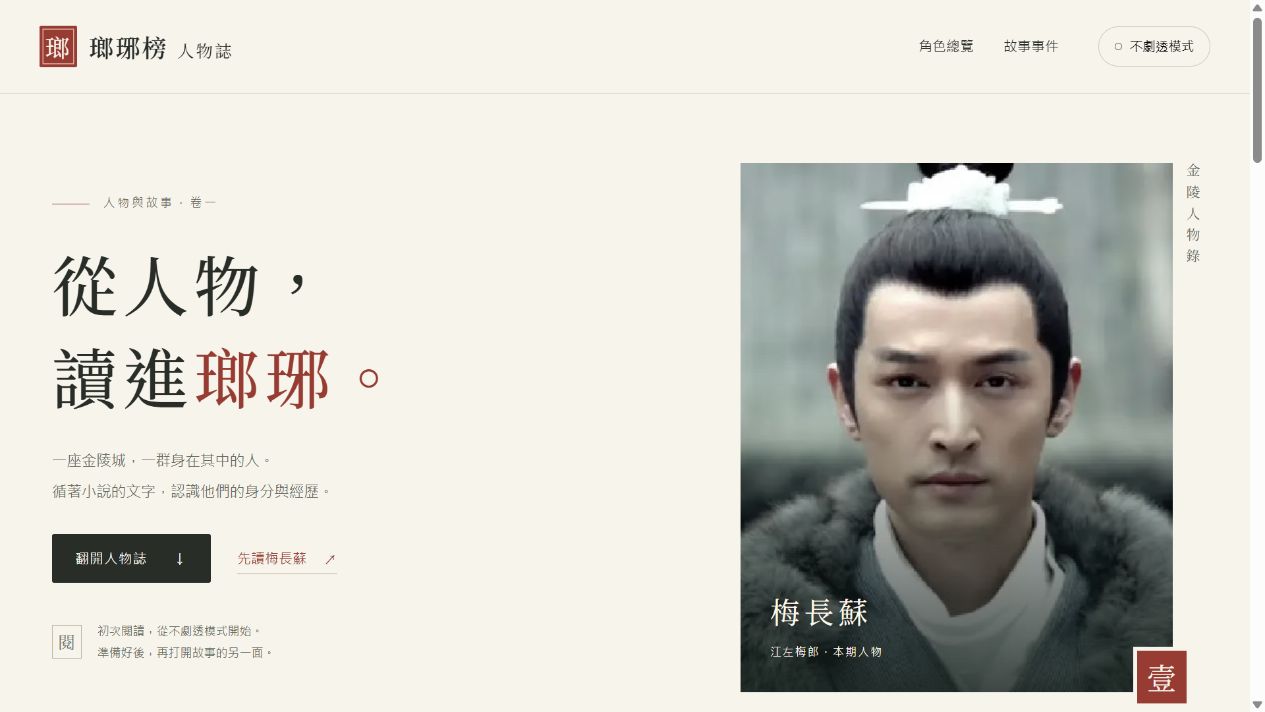 瑯
瑯琊榜 人物誌
角色總覽
故事事件
不劇透模式
人物與故事 · 卷一
從人物，
讀進瑯琊。
一座金陵城，一群身在其中的人。
循著小說的文字，認識他們的身分與經歷。
翻開人物誌 ↓
先讀梅長蘇 ↗
閱
初次閱讀，從不劇透模式開始。
準備好後，再打開故事的另一面。
金陵人物錄
梅長蘇
江左梅郎 · 本期人物
壹